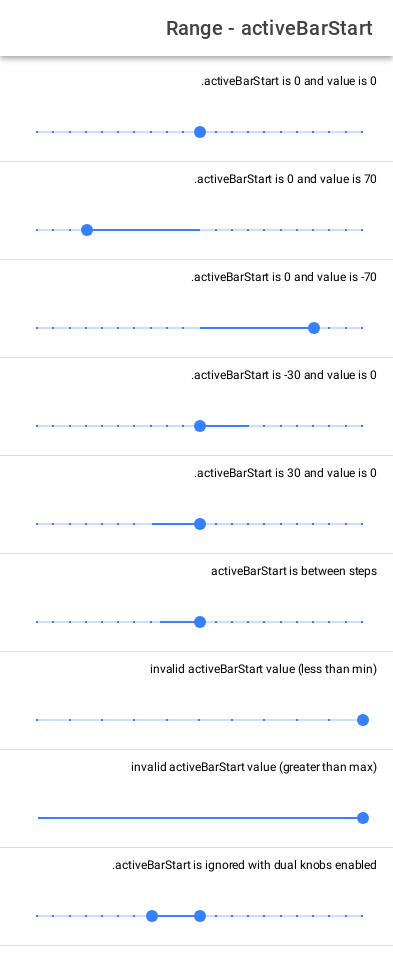 Range - activeBarStart
.activeBarStart is 0 and value is 0
.activeBarStart is 0 and value is 70
.activeBarStart is 0 and value is -70
.activeBarStart is -30 and value is 0
.activeBarStart is 30 and value is 0
activeBarStart is between steps
invalid activeBarStart value (less than min)
invalid activeBarStart value (greater than max)
.activeBarStart is ignored with dual knobs enabled